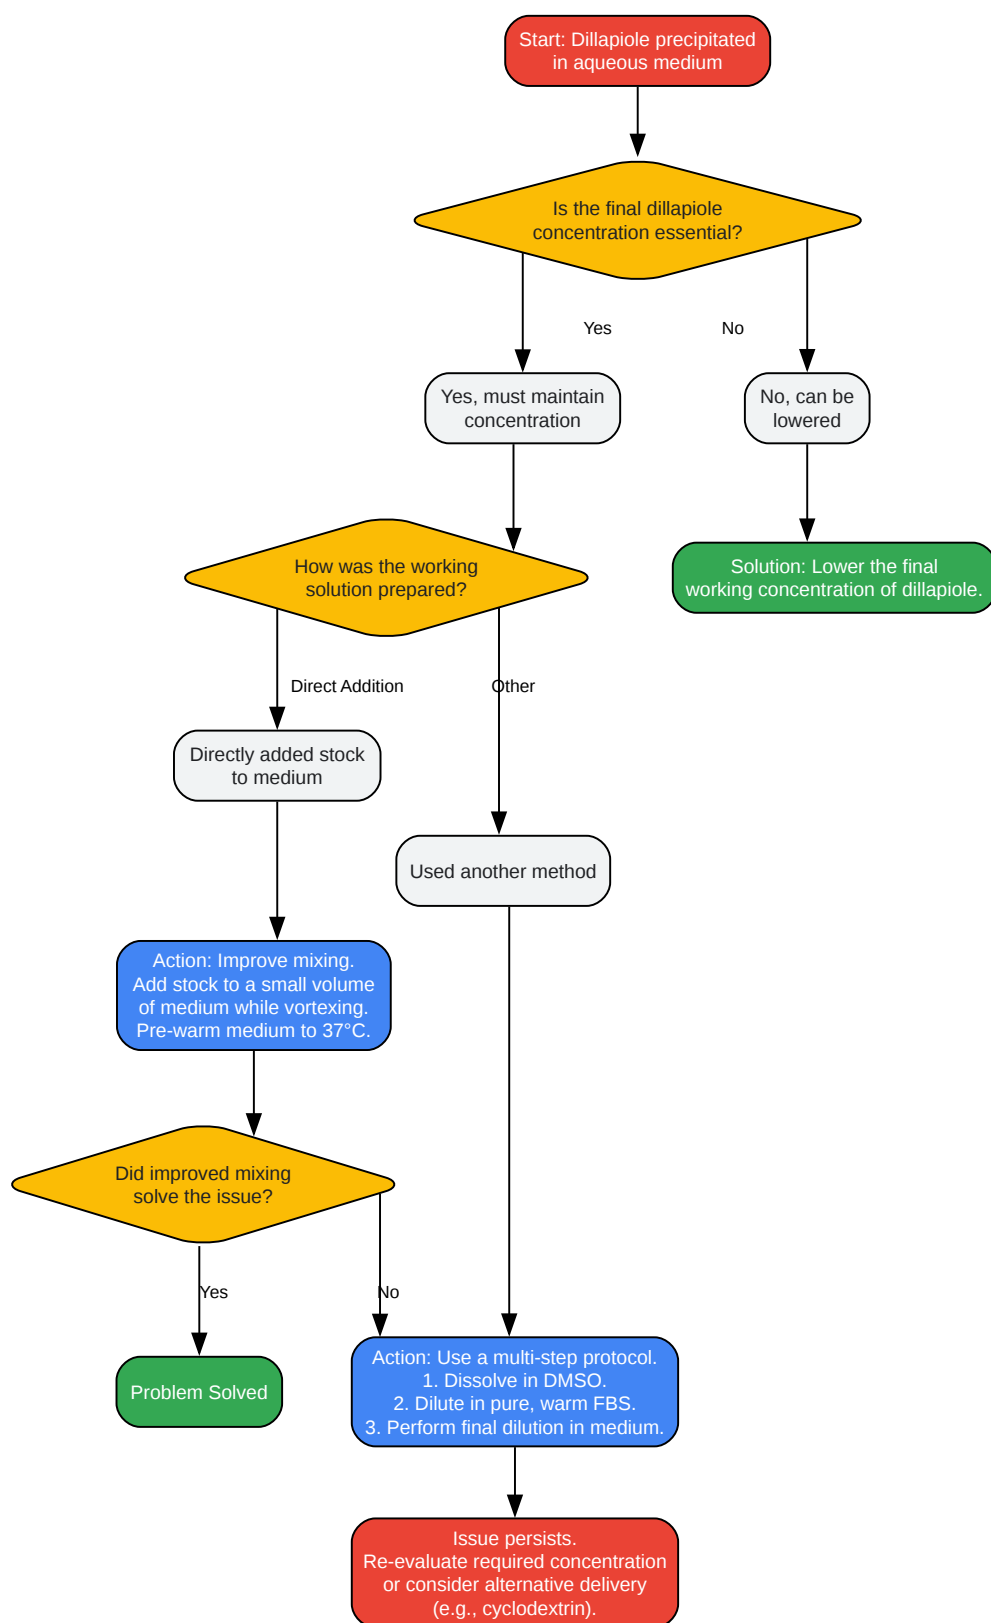 Start: Dillapiole precipitated
in aqueous medium
Is the final dillapiole
concentration essential?
Yes
No
Yes, must maintain
concentration
No, can be
lowered
How was the working
solution prepared?
Solution: Lower the final
working concentration of dillapiole.
Direct Addition
Other
Directly added stock
to medium
Used another method
Action: Improve mixing.
Add stock to a small volume
of medium while vortexing.
Pre-warm medium to 37°C.
Did improved mixing
solve the issue?
Yes
No
Problem Solved
Action: Use a multi-step protocol.
1. Dissolve in DMSO.
2. Dilute in pure, warm FBS.
3. Perform final dilution in medium.
Issue persists.
Re-evaluate required concentration
or consider alternative delivery
(e.g., cyclodextrin).